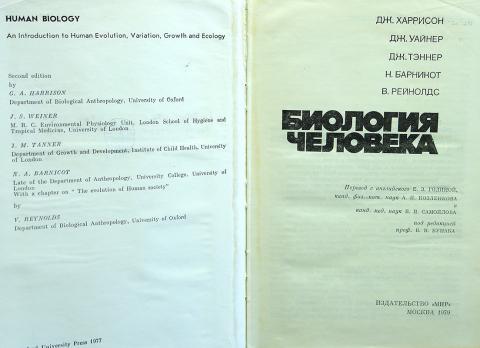 HUMAN BIOLOGY
An Introduction to Human Evolution, Variation, Growth and Ecology
Second edition
by
G. A. HARRISON
Department of Biological Anthropology, University of Oxford
J. S. WEINER
M. R. C. Environmental Physiology Unit, London School of Hygiene and
Tropical Medicine, University of London
J. M. TANNER
Department of Growth and Development, Institute of Child Health, University
of London
N. A. BARNICOT
Late of the Department of Anthropology, University College, University of
London
With a chapter on "The evolution of Human society"
by
V. REYNOLDS
Department of Biological Anthropology, University of Oxford
University Press 1977
ДЖ. ХАРРИСОН
ДЖ. УАЙНЕР
ДЖ. ТЭННЕР
Н. БАРНИКОТ
В. РЕЙНОЛДС
БИОЛОГИЯ
ЧЕЛОВЕКА
Перевод с английского Е. З. ГОДИНОЙ,
канд. физ.-мат. наук А. Н. КОЗЛЕНКОВА
и
канд. пед. наук В. В. САМОЙЛОВА
под редакцией
проф. В. В. БУНАКА
ИЗДАТЕЛЬСТВО «МИР»
МОСКВА 1979